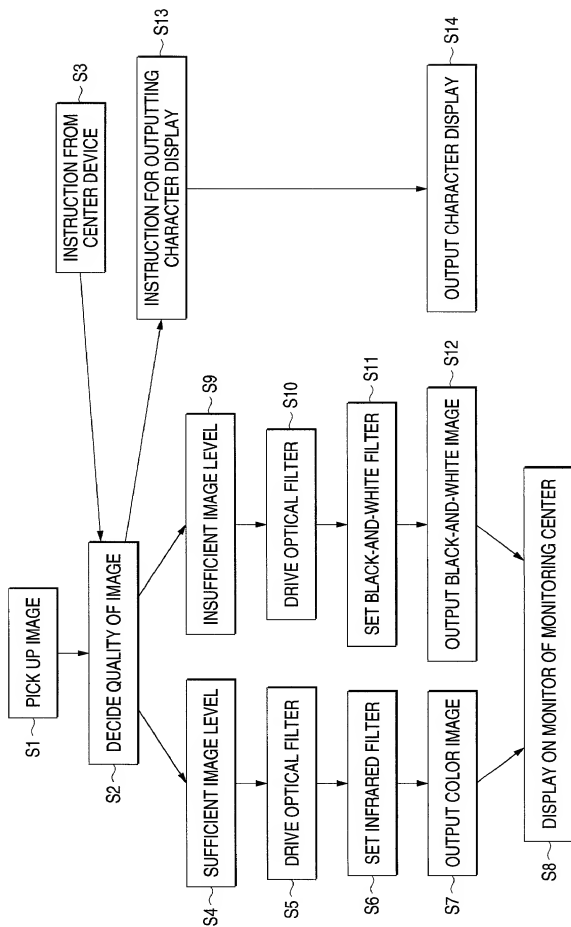 S1
PICK UP IMAGE
S2
DECIDE QUALITY OF IMAGE
S3
INSTRUCTION FROM
CENTER DEVICE
S13
INSTRUCTION FOR OUTPUTTING
CHARACTER DISPLAY
S4
SUFFICIENT IMAGE LEVEL
S9
INSUFFICIENT IMAGE LEVEL
S5
DRIVE OPTICAL FILTER
S10
DRIVE OPTICAL FILTER
S6
SET INFRARED FILTER
S11
SET BLACK-AND-WHITE FILTER
S7
OUTPUT COLOR IMAGE
S12
OUTPUT BLACK-AND-WHITE IMAGE
S14
OUTPUT CHARACTER DISPLAY
S8
DISPLAY ON MONITOR OF MONITORING CENTER